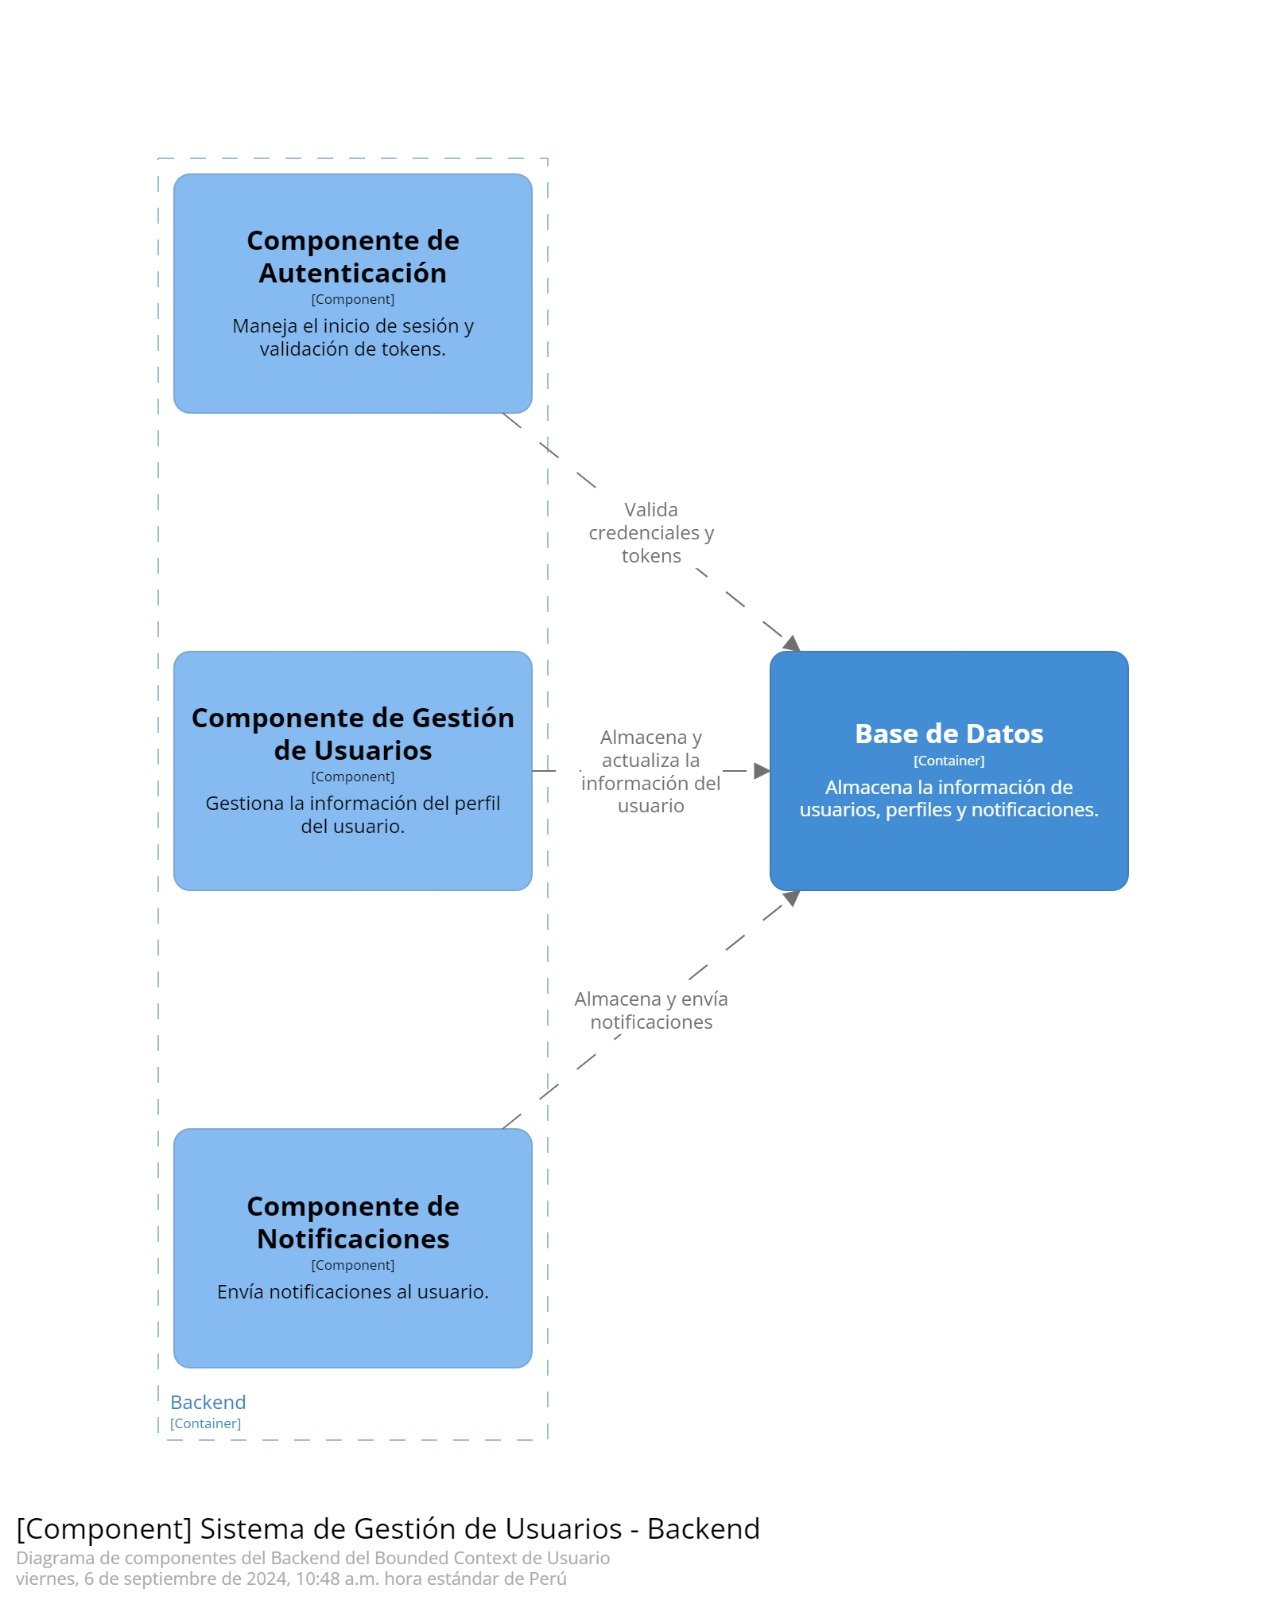 Componente de
Autenticación
[Component]
Maneja el inicio de sesión y
validación de tokens.
Valida
credenciales y
tokens
Componente de Gestión
de Usuarios
[Component]
Gestiona la información del perfil
del usuario.
Almacena y
actualiza la
información del
usuario
Base de Datos
[Container]
Almacena la información de
usuarios, perfiles y notificaciones.
Almacena y envía
notificaciones
Componente de
Notificaciones
[Component]
Envía notificaciones al usuario.
Backend
[Container]
[Component] Sistema de Gestión de Usuarios - Backend
Diagrama de componentes del Backend del Bounded Context de Usuario
viernes, 6 de septiembre de 2024, 10:48 a.m. hora estándar de Perú